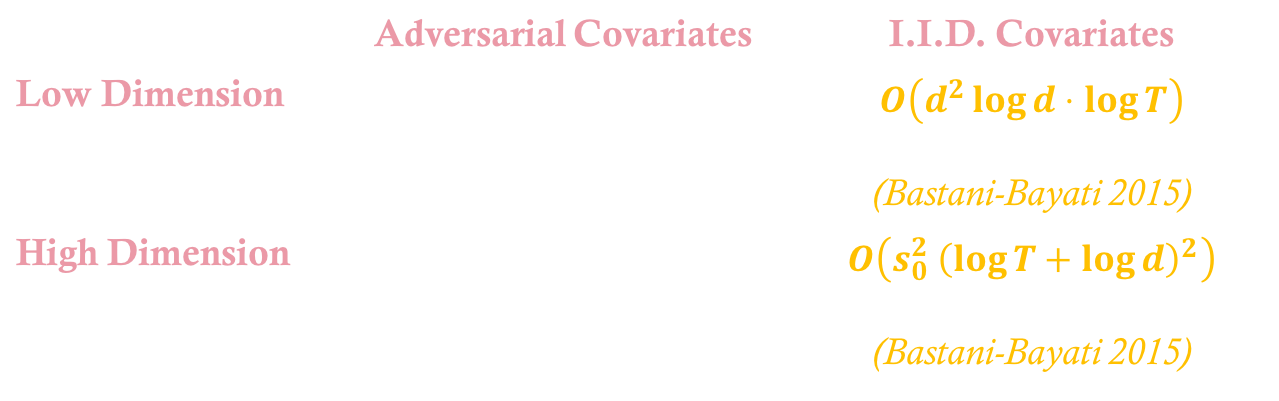 Adversarial Covariates I.I.D. Covariates
Low Dimension O(d² log d · log T)
(Bastani-Bayati 2015)
High Dimension O(s₀² (log T + log d)²)
(Bastani-Bayati 2015)